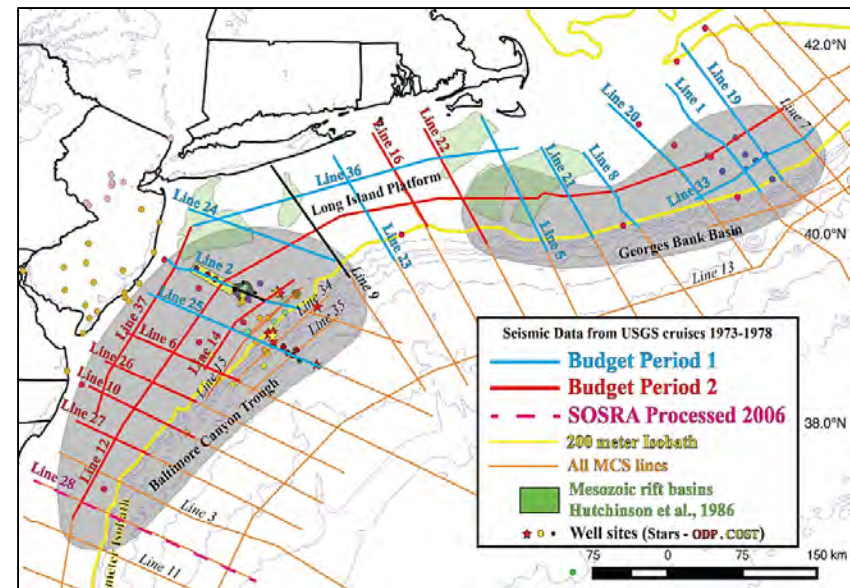 42.0°N
40.0°N
38.0°N
Line 19
Line 1
Line 20
Line 7
Line 22
Line 16
Line 8
Line 33
Line 36
Long Island Platform
Line 24
Line 5
Georges Bank Basin
Line 23
Line 13
Line 2
Line 9
Line 25
Line 34
Line 35
Line 37
Line 6
Line 14
Line 15
Line 26
Line 10
Line 27
Line 12
Baltimore Canyon Trough
Line 28
Line 3
Line 11
meter Isobath
Seismic Data from USGS cruises 1973-1978
Budget Period 1
Budget Period 2
SOSRA Processed 2006
200 meter Isobath
All MCS lines
Mesozoic rift basins
Hutchinson et al., 1986
Well sites (Stars - ODP, COST)
75 0 75 150 km